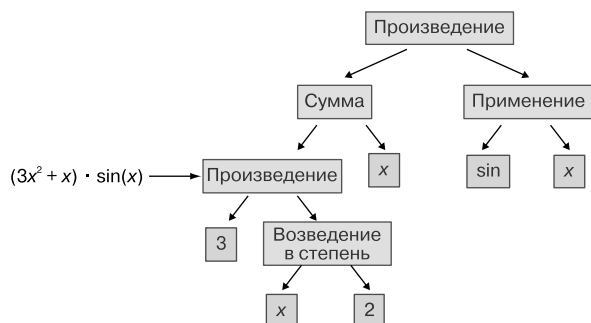 Произведение
Сумма
Применение
(3x² + x) · sin(x)
Произведение
x
sin
x
3
Возведение
в степень
x
2